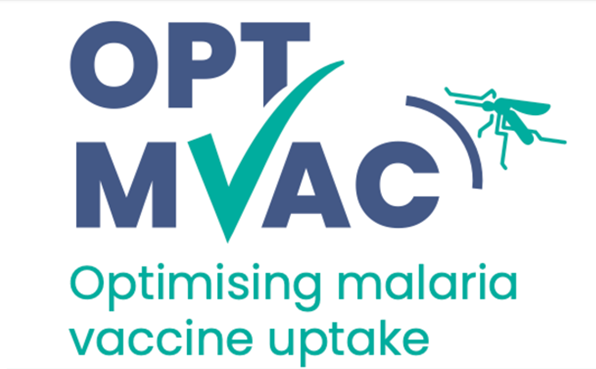 OPT
MVAC
Optimising malaria
vaccine uptake